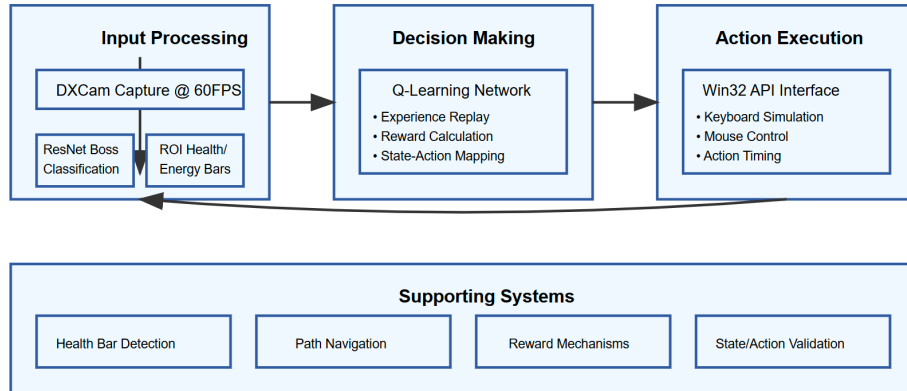 Input Processing
DXCam Capture @ 60FPS
ResNet Boss
Classification
ROI Health/
Energy Bars
Decision Making
Q-Learning Network
• Experience Replay
• Reward Calculation
• State-Action Mapping
Action Execution
Win32 API Interface
• Keyboard Simulation
• Mouse Control
• Action Timing
Supporting Systems
Health Bar Detection
Path Navigation
Reward Mechanisms
State/Action Validation